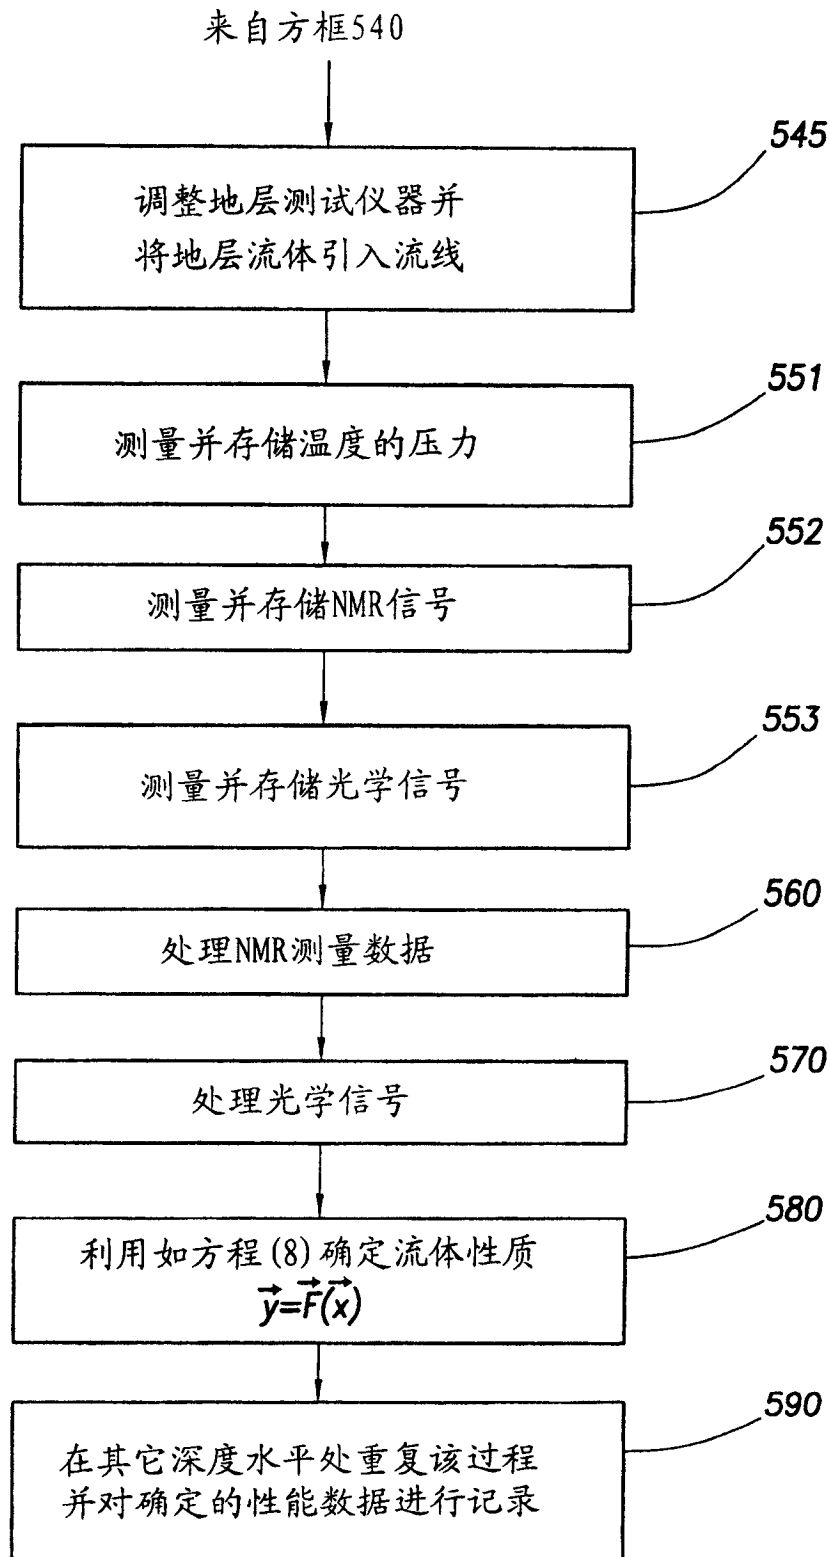 来自方框540
545
调整地层测试仪器并
将地层流体引入流线
551
测量并存储温度的压力
552
测量并存储NMR信号
553
测量并存储光学信号
560
处理NMR测量数据
570
处理光学信号
580
利用如方程(8)确定流体性质
y⃗=F⃗(x⃗)
590
在其它深度水平处重复该过程
并对确定的性能数据进行记录